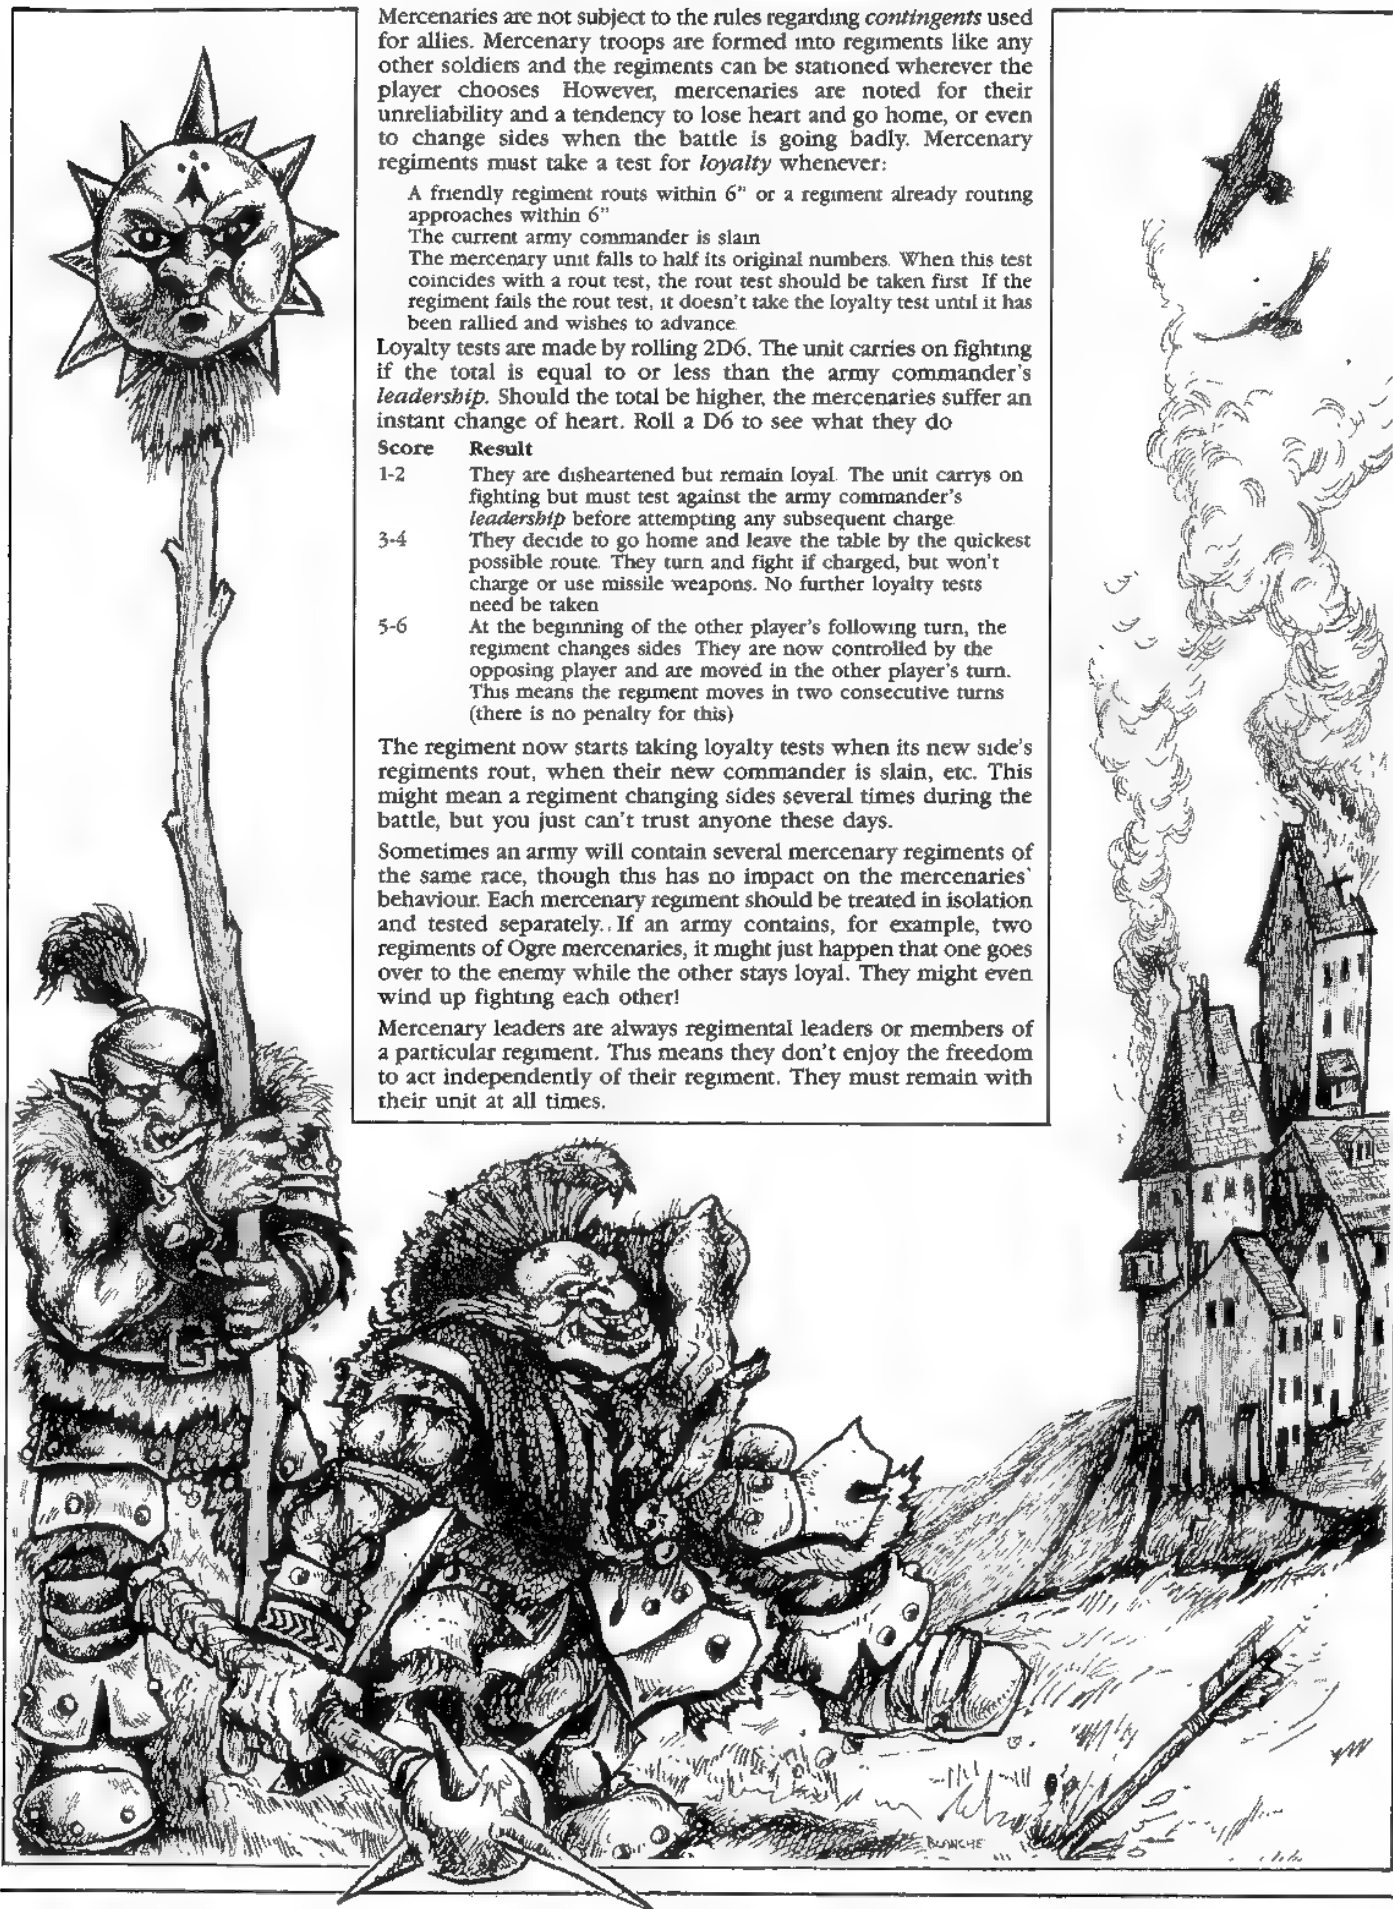 Mercenaries are not subject to the rules regarding contingents used
for allies. Mercenary troops are formed into regiments like any
other soldiers and the regiments can be stationed wherever the
player chooses However, mercenaries are noted for their
unreliability and a tendency to lose heart and go home, or even
to change sides when the battle is going badly. Mercenary
regiments must take a test for loyalty whenever:
A friendly regiment routs within 6" or a regiment already routing
approaches within 6"
The current army commander is slain
The mercenary unit falls to half its original numbers. When this test
coincides with a rout test, the rout test should be taken first If the
regiment fails the rout test, it doesn't take the loyalty test until it has
been rallied and wishes to advance.
Loyalty tests are made by rolling 2D6. The unit carries on fighting
if the total is equal to or less than the army commander's
leadership. Should the total be higher, the mercenaries suffer an
instant change of heart. Roll a D6 to see what they do
Score Result
1-2 They are disheartened but remain loyal. The unit carrys on
fighting but must test against the army commander's
leadership before attempting any subsequent charge.
3-4 They decide to go home and leave the table by the quickest
possible route. They turn and fight if charged, but won't
charge or use missile weapons. No further loyalty tests
need be taken
5-6 At the beginning of the other player's following turn, the
regiment changes sides They are now controlled by the
opposing player and are moved in the other player's turn.
This means the regiment moves in two consecutive turns
(there is no penalty for this)
The regiment now starts taking loyalty tests when its new side's
regiments rout, when their new commander is slain, etc. This
might mean a regiment changing sides several times during the
battle, but you just can't trust anyone these days.
Sometimes an army will contain several mercenary regiments of
the same race, though this has no impact on the mercenaries'
behaviour. Each mercenary regiment should be treated in isolation
and tested separately. If an army contains, for example, two
regiments of Ogre mercenaries, it might just happen that one goes
over to the enemy while the other stays loyal. They might even
wind up fighting each other!
Mercenary leaders are always regimental leaders or members of
a particular regiment. This means they don't enjoy the freedom
to act independently of their regiment. They must remain with
their unit at all times.
BLANCHE